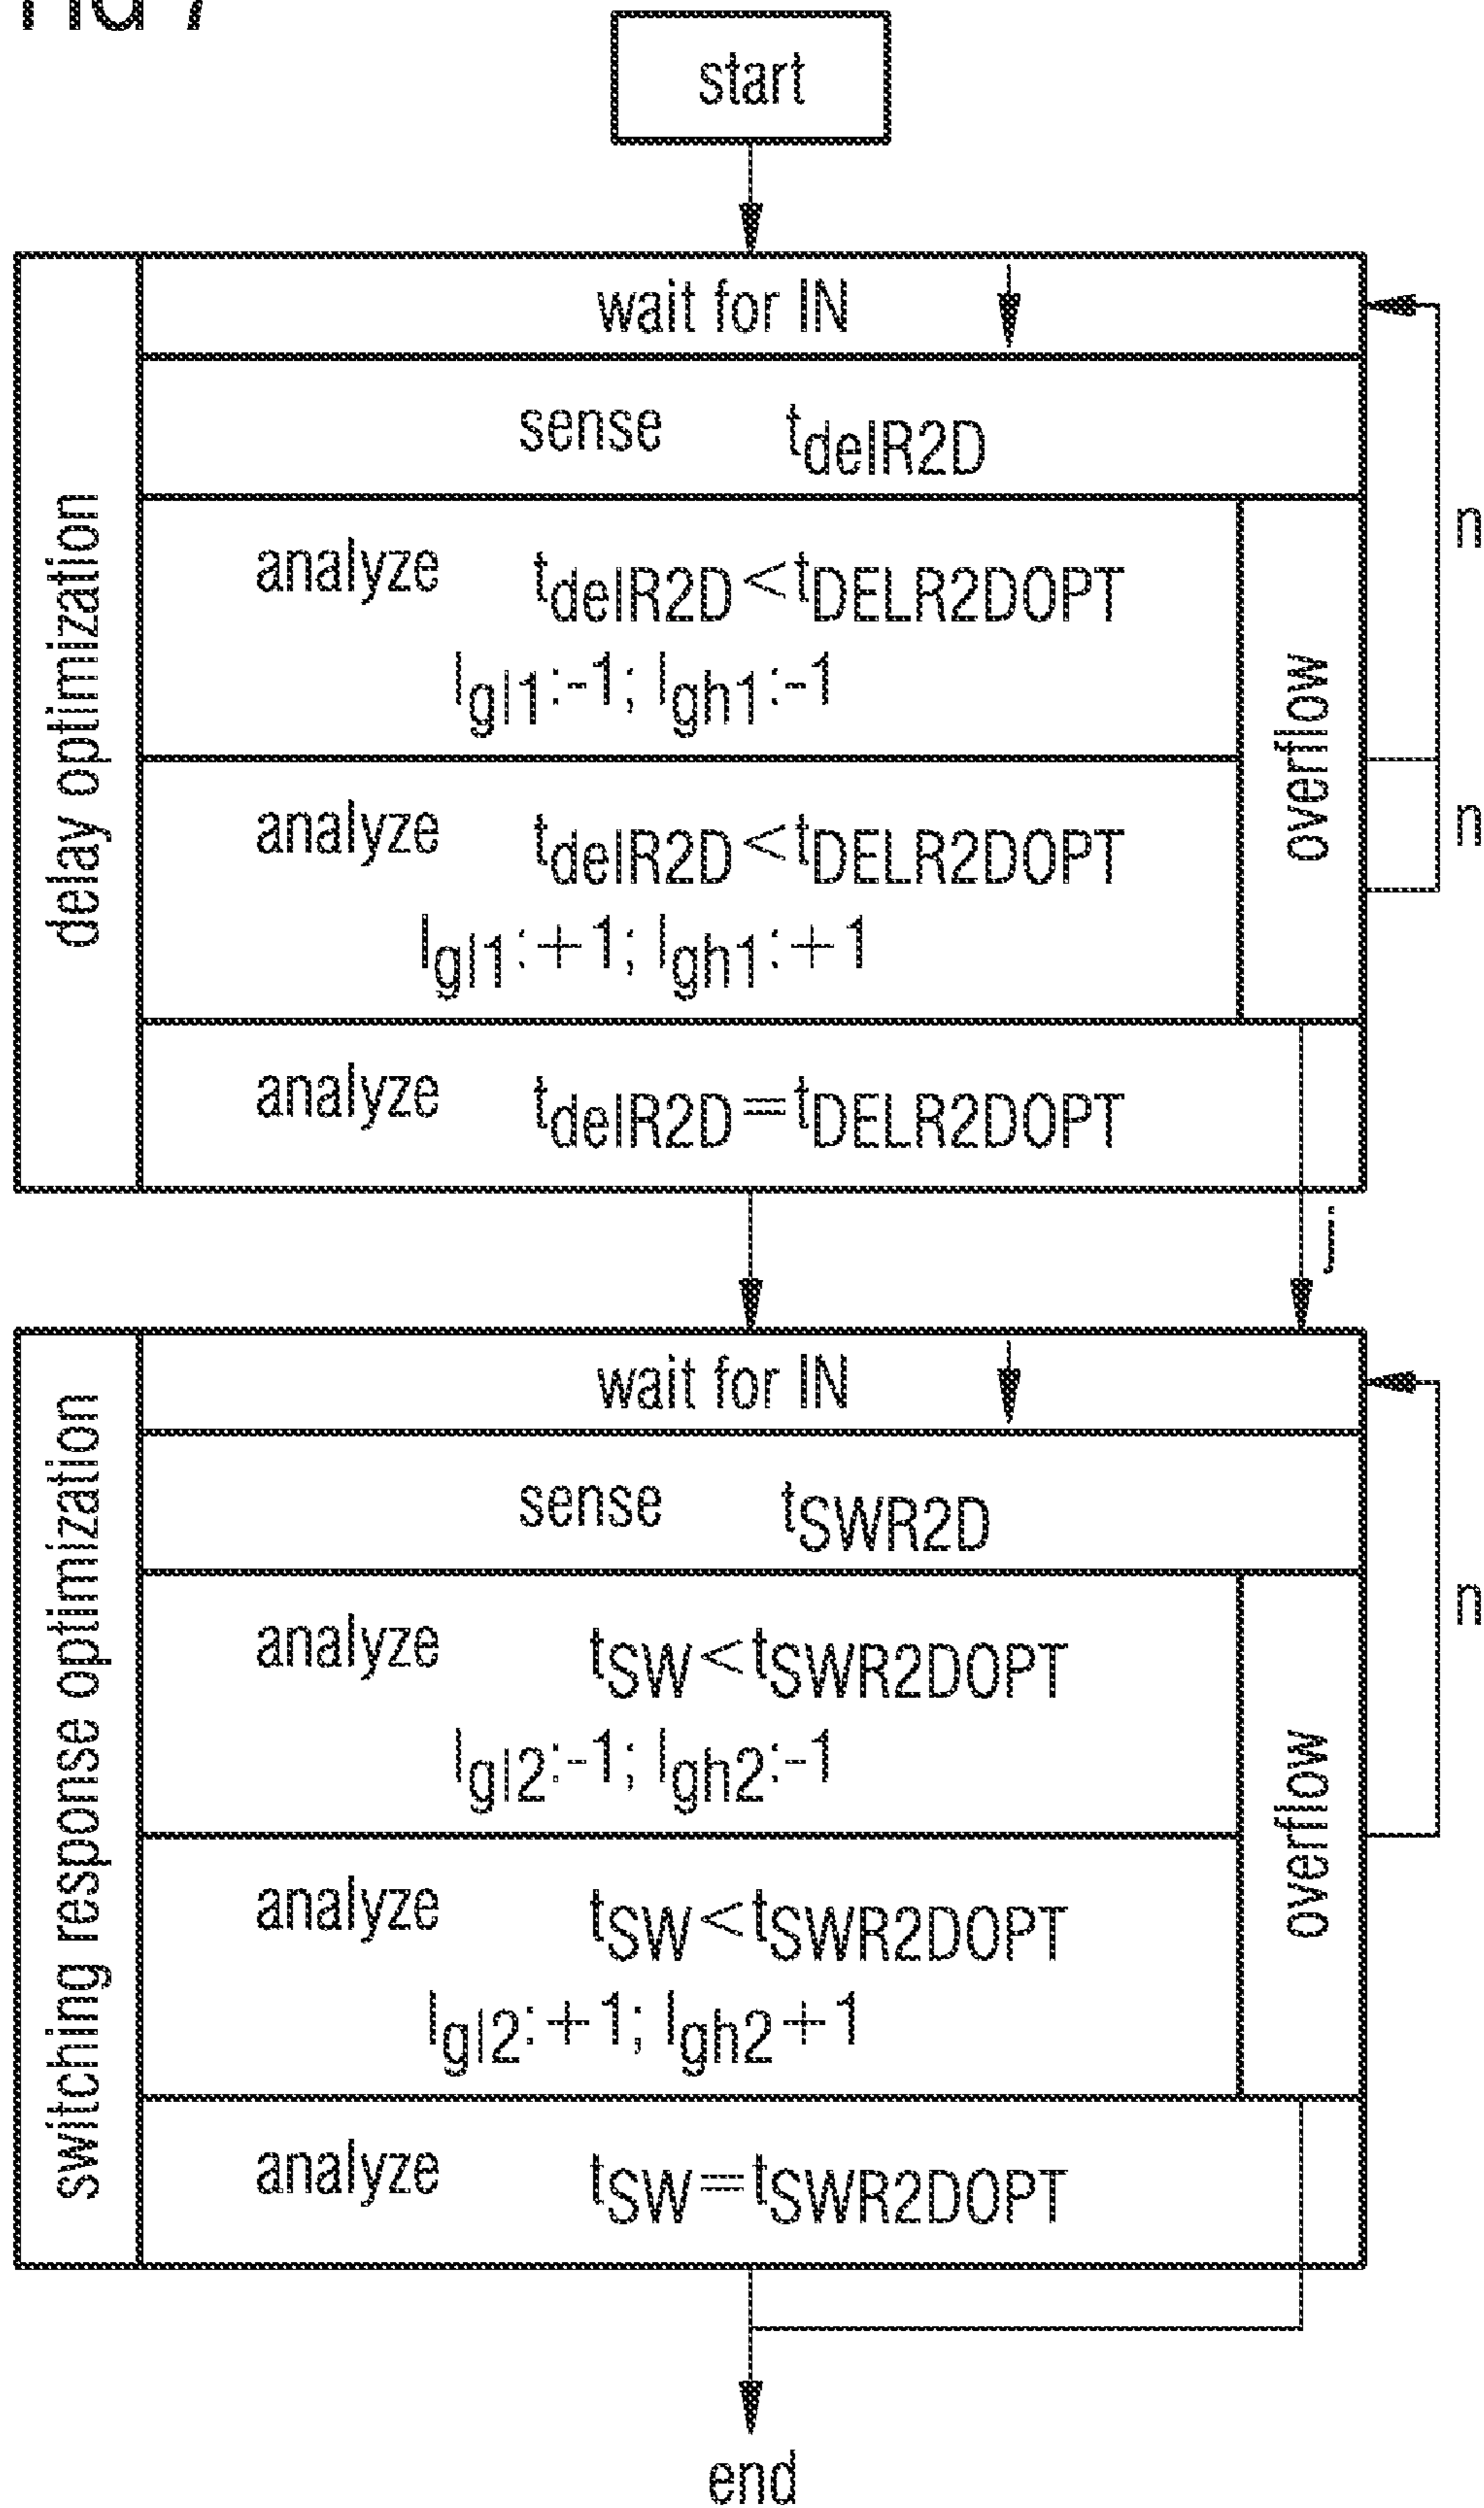 start
delay optimization
wait for IN
sense tdelR2D
analyze tdelR2D<tDELR2DOPT
Igl1:-1; Igh1:-1
overflow
n
analyze tdelR2D<tDELR2DOPT
Igl1:+1; Igh1:+1
n
analyze tdelR2D=tDELR2DOPT
j
switching response optimization
wait for IN
sense tSWR2D
analyze tSW<tSWR2DOPT
Igl2:-1; Igh2:-1
overflow
n
analyze tSW<tSWR2DOPT
Igl2:+1; Igh2+1
analyze tSW=tSWR2DOPT
end